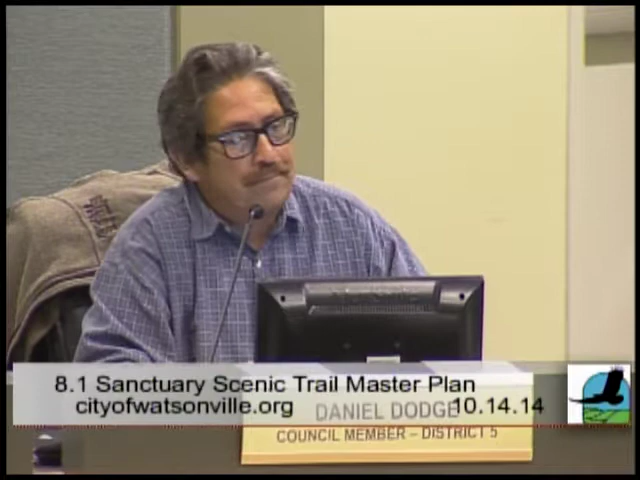 8.1 Sanctuary Scenic Trail Master Plan
cityofwatsonville.org 10.14.14
DANIEL DODGE
COUNCIL MEMBER – DISTRICT 5